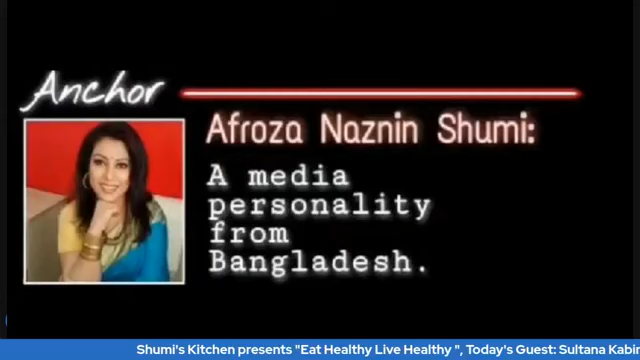 Anchor
Afroza Naznin Shumi:
A media
personality
from
Bangladesh.
Shumi's Kitchen presents "Eat Healthy Live Healthy ", Today's Guest: Sultana Kabir